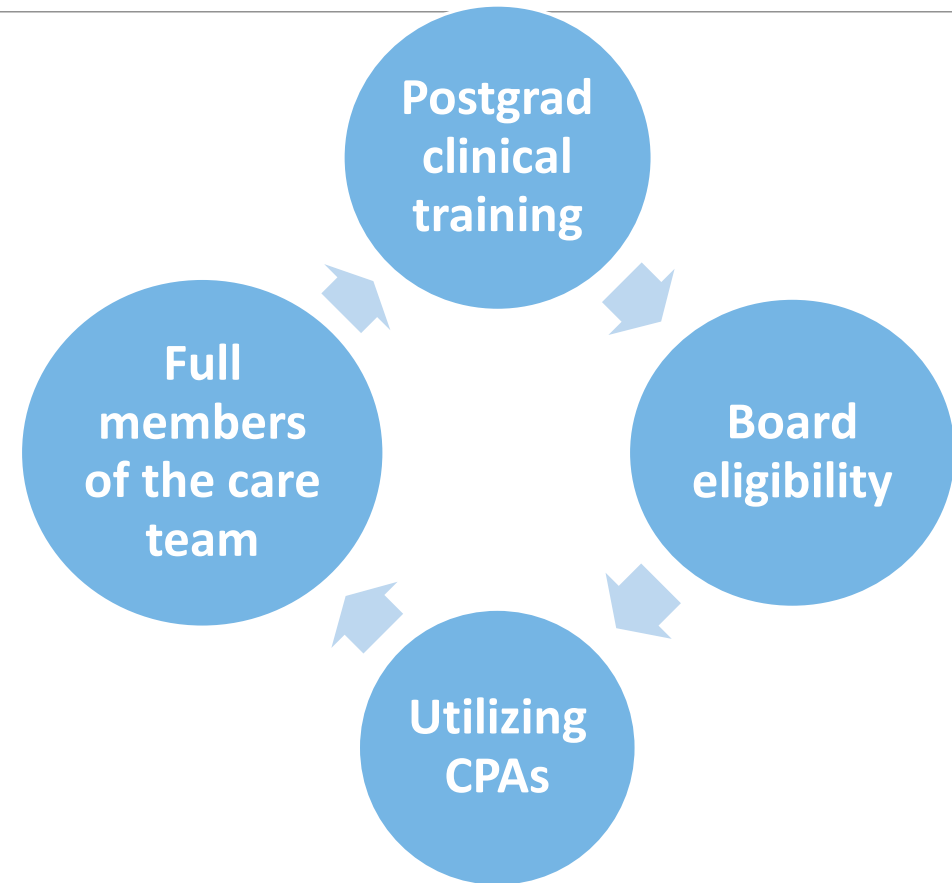 Postgrad
clinical
training
Board
eligibility
Utilizing
CPAs
Full
members
of the care
team